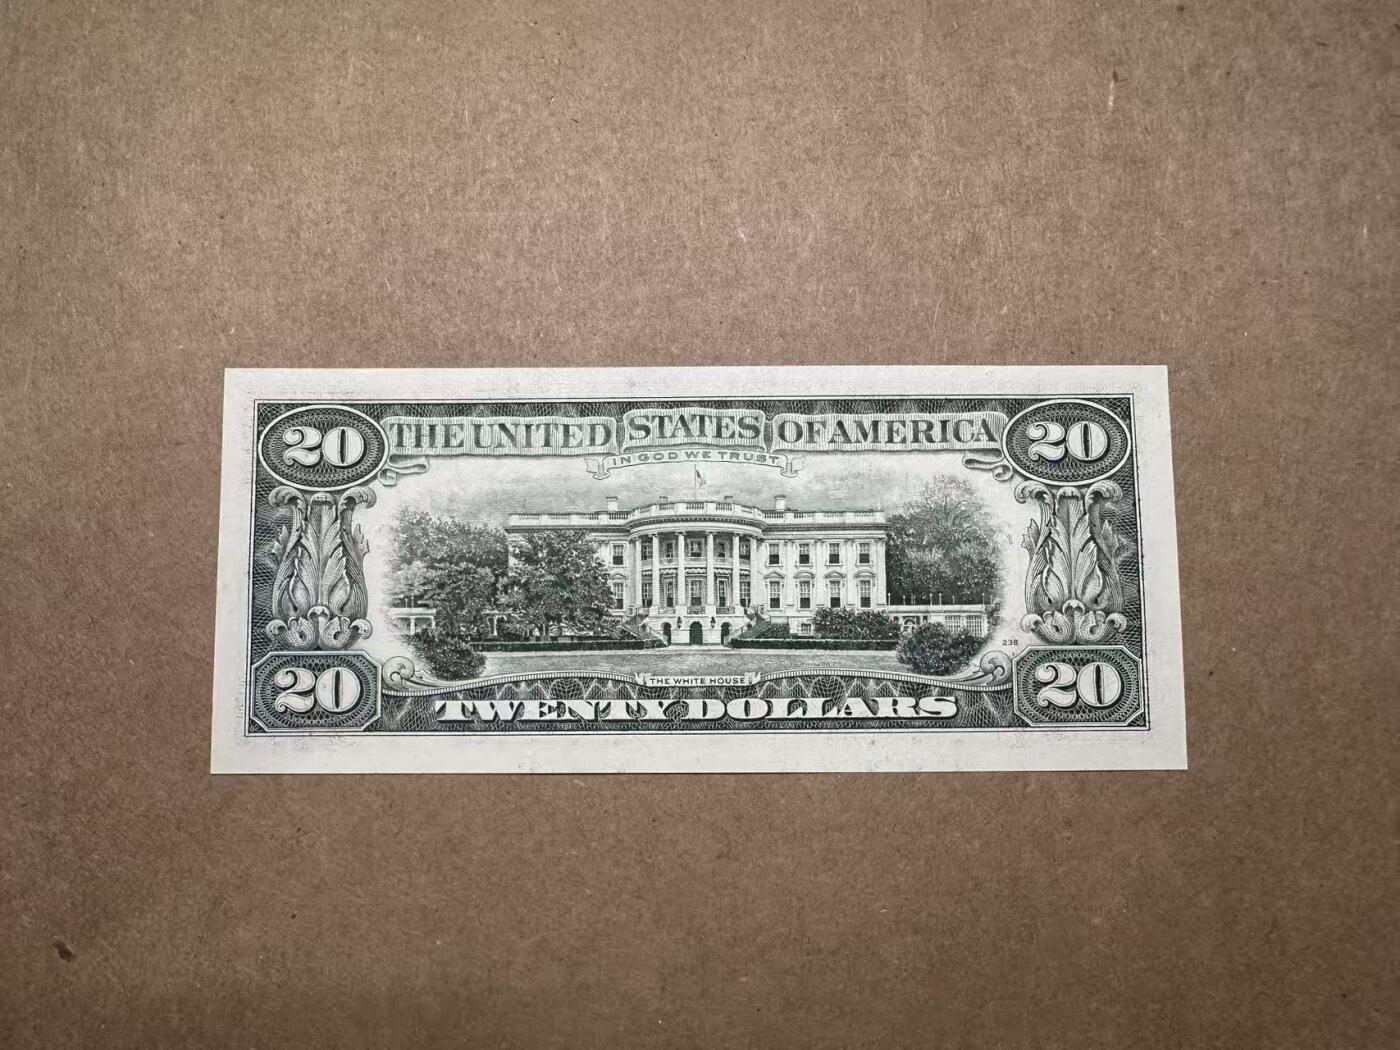 20 THE UNITED STATES OF AMERICA 20
IN GOD WE TRUST
238
20 THE WHITE HOUSE 20
TWENTY DOLLARS